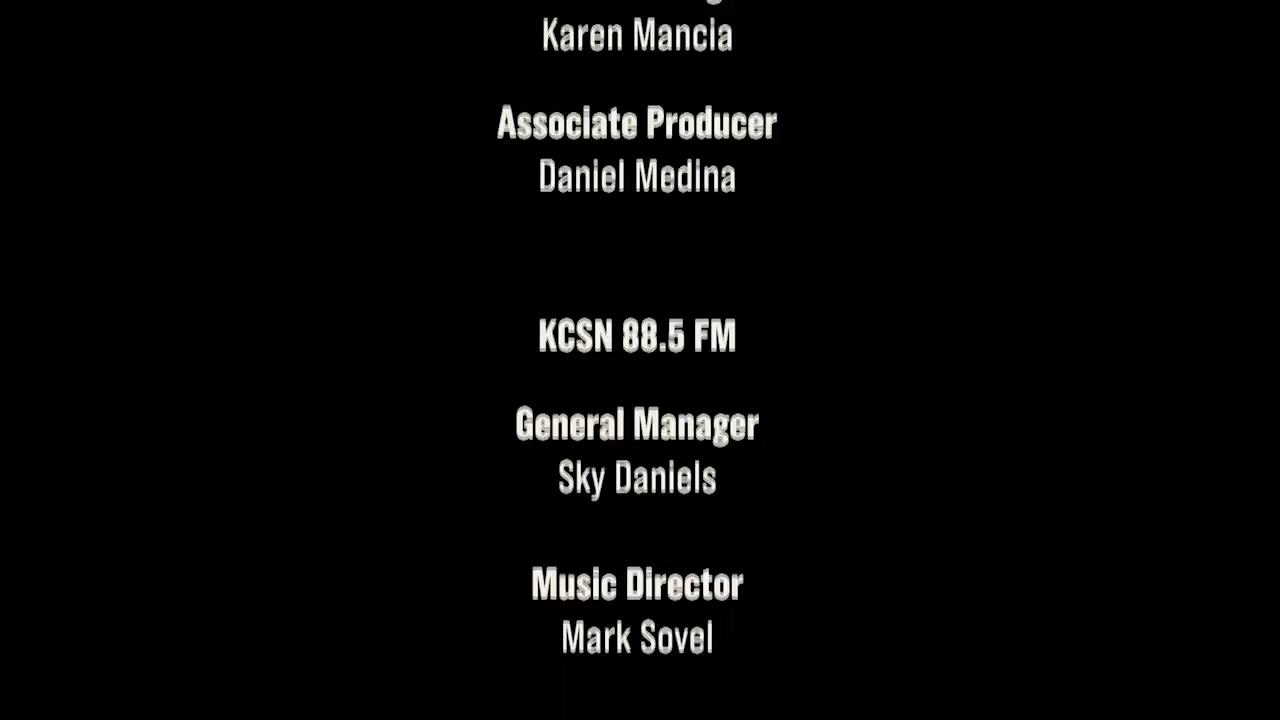 Karen Mancia
Associate Producer
Daniel Medina
KCSN 88.5 FM
General Manager
Sky Daniels
Music Director
Mark Sovel